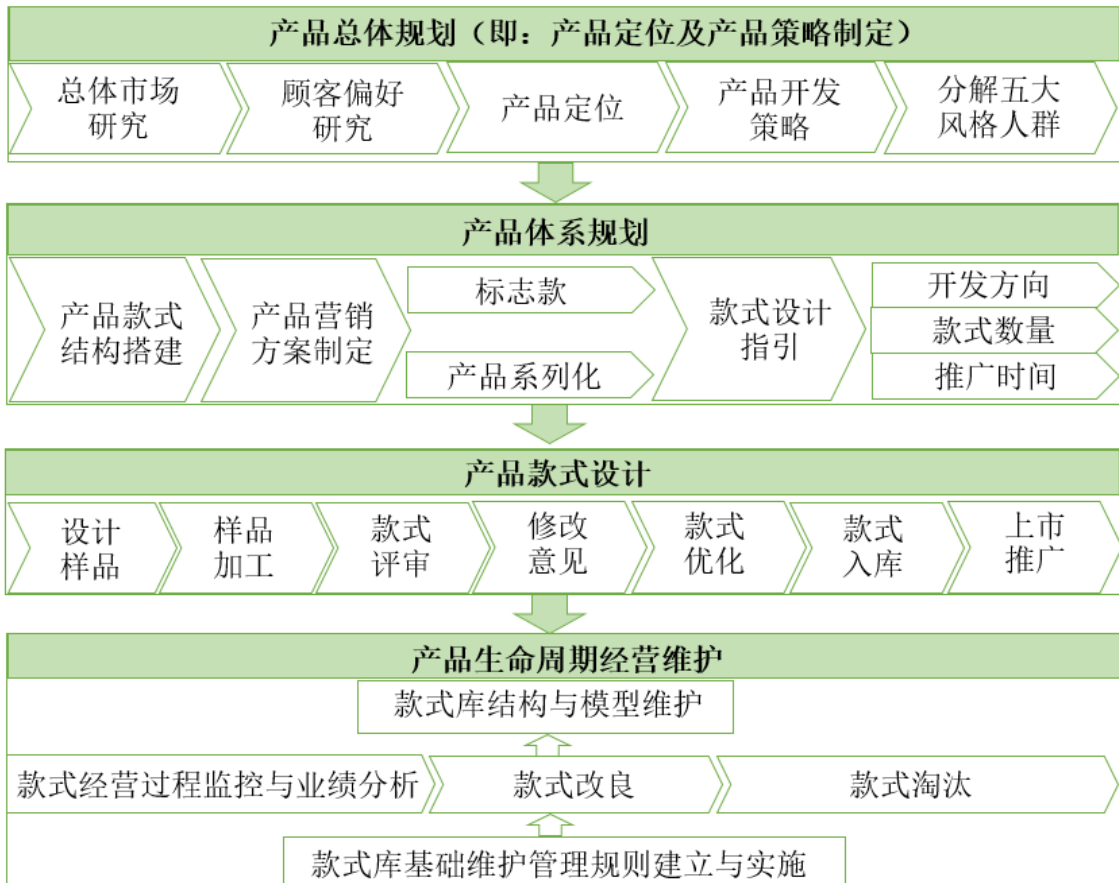 产品总体规划（即：产品定位及产品策略制定）
总体市场
研究
顾客偏好
研究
产品定位
产品开发
策略
分解五大
风格人群
产品体系规划
产品款式
结构搭建
产品营销
方案制定
标志款
产品系列化
款式设计
指引
开发方向
款式数量
推广时间
产品款式设计
设计
样品
样品
加工
款式
评审
修改
意见
款式
优化
款式
入库
上市
推广
产品生命周期经营维护
款式库结构与模型维护
款式经营过程监控与业绩分析
款式改良
款式淘汰
款式库基础维护管理规则建立与实施